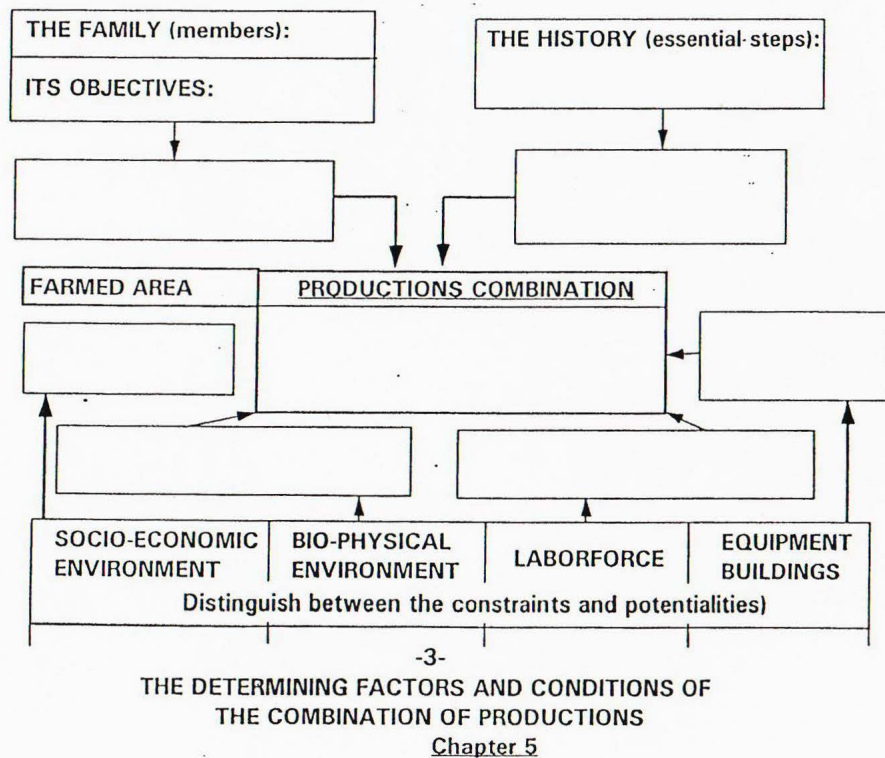 THE FAMILY (members):
ITS OBJECTIVES:
THE HISTORY (essential-steps):
FARMED AREA
PRODUCTIONS COMBINATION
SOCIO-ECONOMIC
ENVIRONMENT
BIO-PHYSICAL
ENVIRONMENT
LABORFORCE
EQUIPMENT
BUILDINGS
Distinguish between the constraints and potentialities)
-3-
THE DETERMINING FACTORS AND CONDITIONS OF
THE COMBINATION OF PRODUCTIONS
Chapter 5